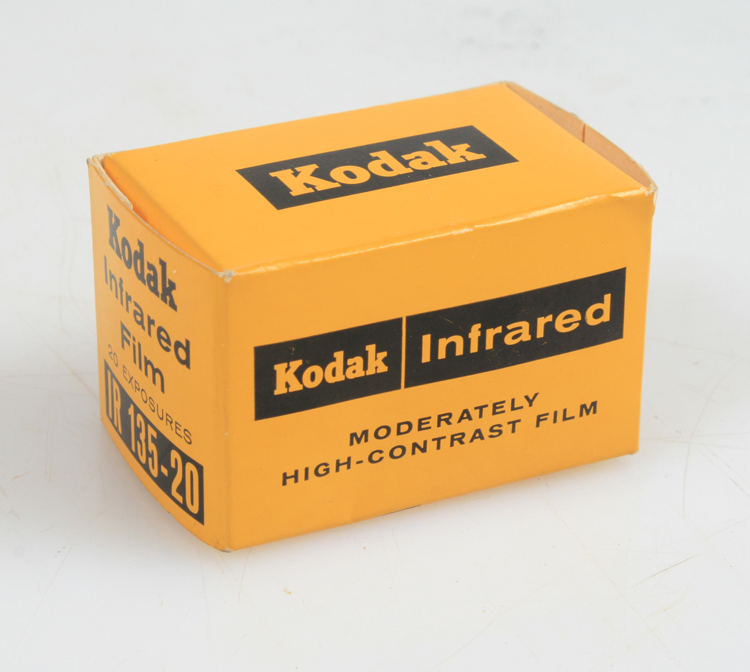 Kodak
Kodak Infrared
MODERATELY
HIGH-CONTRAST FILM
Kodak
Infrared
Film
20 EXPOSURES
IR 135-20